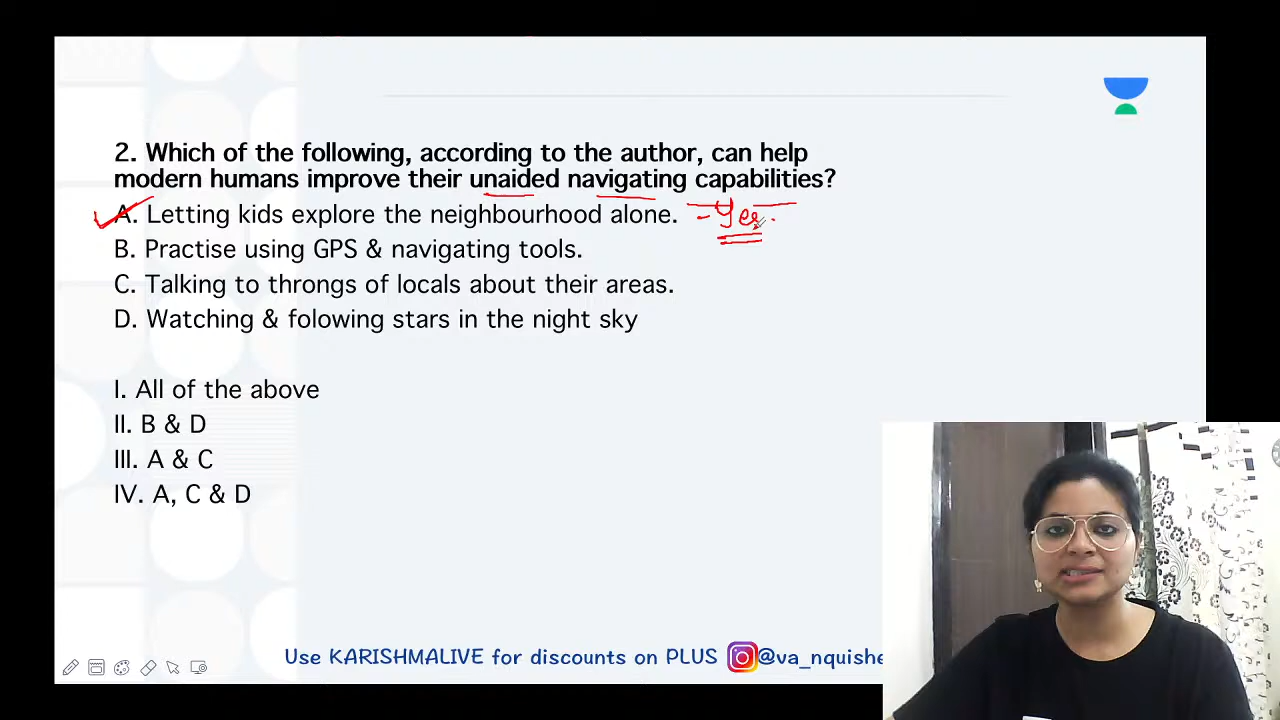 2. Which of the following, according to the author, can help
modern humans improve their unaided navigating capabilities?
A. Letting kids explore the neighbourhood alone. - Yes.
B. Practise using GPS & navigating tools.
C. Talking to throngs of locals about their areas.
D. Watching & folowing stars in the night sky
I. All of the above
II. B & D
III. A & C
IV. A, C & D
Use KARISHMALIVE for discounts on PLUS @va_nquishe